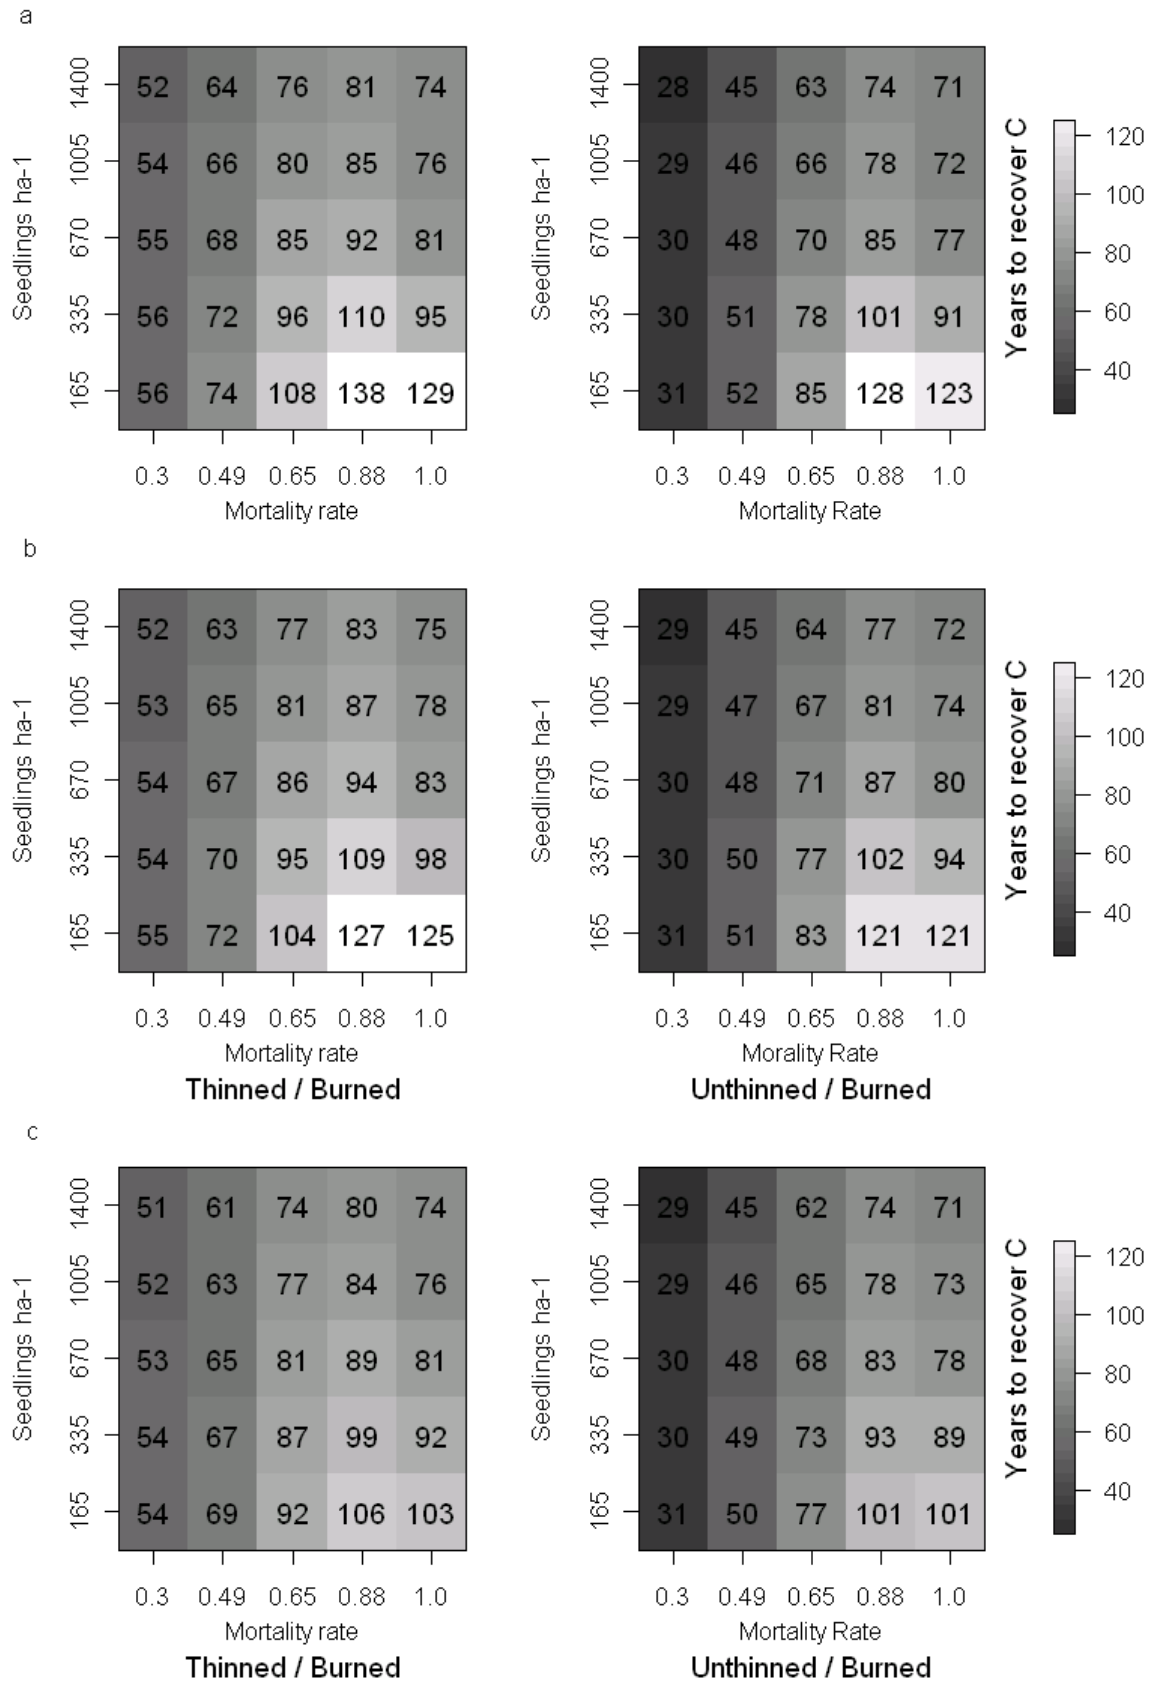 a
1400 52 64 76 81 74 1400 28 45 63 74 71
1005 54 66 80 85 76 1005 29 46 66 78 72
670 55 68 85 92 81 670 30 48 70 85 77
335 56 72 96 110 95 335 30 51 78 101 91
165 56 74 108 138 129 165 31 52 85 128 123
Seedlings ha-1 Seedlings ha-1
0.3 0.49 0.65 0.88 1.0 0.3 0.49 0.65 0.88 1.0
Mortality rate Mortality Rate
Years to recover C
120
100
80
60
40
b
1400 52 63 77 83 75 1400 29 45 64 77 72
1005 53 65 81 87 78 1005 29 47 67 81 74
670 54 67 86 94 83 670 30 48 71 87 80
335 54 70 95 109 98 335 30 50 77 102 94
165 55 72 104 127 125 165 31 51 83 121 121
Seedlings ha-1 Seedlings ha-1
0.3 0.49 0.65 0.88 1.0 0.3 0.49 0.65 0.88 1.0
Mortality rate Morality Rate
Thinned / Burned Unthinned / Burned
Years to recover C
120
100
80
60
40
c
1400 51 61 74 80 74 1400 29 45 62 74 71
1005 52 63 77 84 76 1005 29 46 65 78 73
670 53 65 81 89 81 670 30 48 68 83 78
335 54 67 87 99 92 335 30 49 73 93 89
165 54 69 92 106 103 165 31 50 77 101 101
Seedlings ha-1 Seedlings ha-1
0.3 0.49 0.65 0.88 1.0 0.3 0.49 0.65 0.88 1.0
Mortality rate Mortality Rate
Thinned / Burned Unthinned / Burned
Years to recover C
120
100
80
60
40